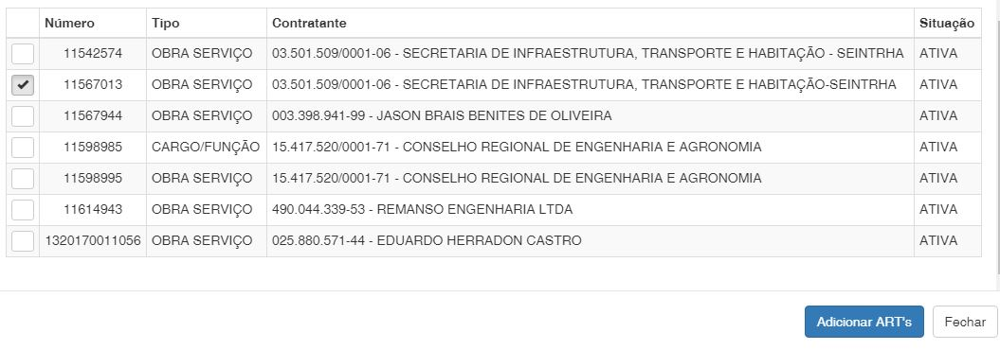 Número Tipo Contratante Situação
11542574 OBRA SERVIÇO 03.501.509/0001-06 - SECRETARIA DE INFRAESTRUTURA, TRANSPORTE E HABITAÇÃO - SEINTRHA ATIVA
11567013 OBRA SERVIÇO 03.501.509/0001-06 - SECRETARIA DE INFRAESTRUTURA, TRANSPORTE E HABITAÇÃO-SEINTRHA ATIVA
11567944 OBRA SERVIÇO 003.398.941-99 - JASON BRAIS BENITES DE OLIVEIRA ATIVA
11598985 CARGO/FUNÇÃO 15.417.520/0001-71 - CONSELHO REGIONAL DE ENGENHARIA E AGRONOMIA ATIVA
11598995 OBRA SERVIÇO 15.417.520/0001-71 - CONSELHO REGIONAL DE ENGENHARIA E AGRONOMIA ATIVA
11614943 OBRA SERVIÇO 490.044.339-53 - REMANSO ENGENHARIA LTDA ATIVA
1320170011056 OBRA SERVIÇO 025.880.571-44 - EDUARDO HERRADON CASTRO ATIVA
Adicionar ART's Fechar